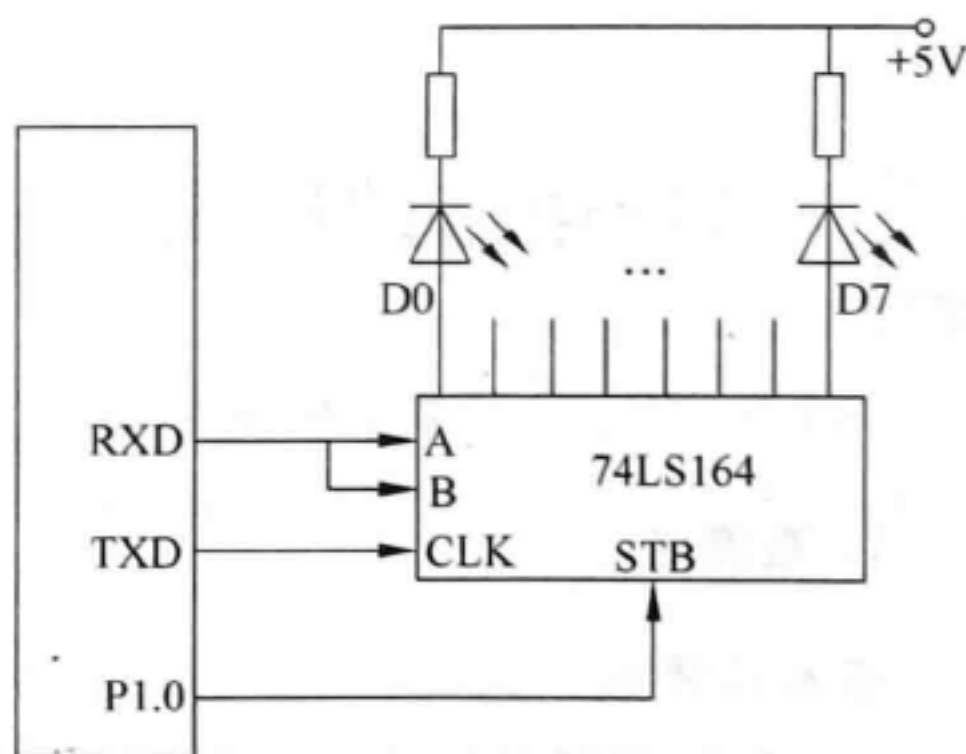 +5V
D0
...
D7
RXD
A
B
74LS164
TXD
CLK
STB
P1.0